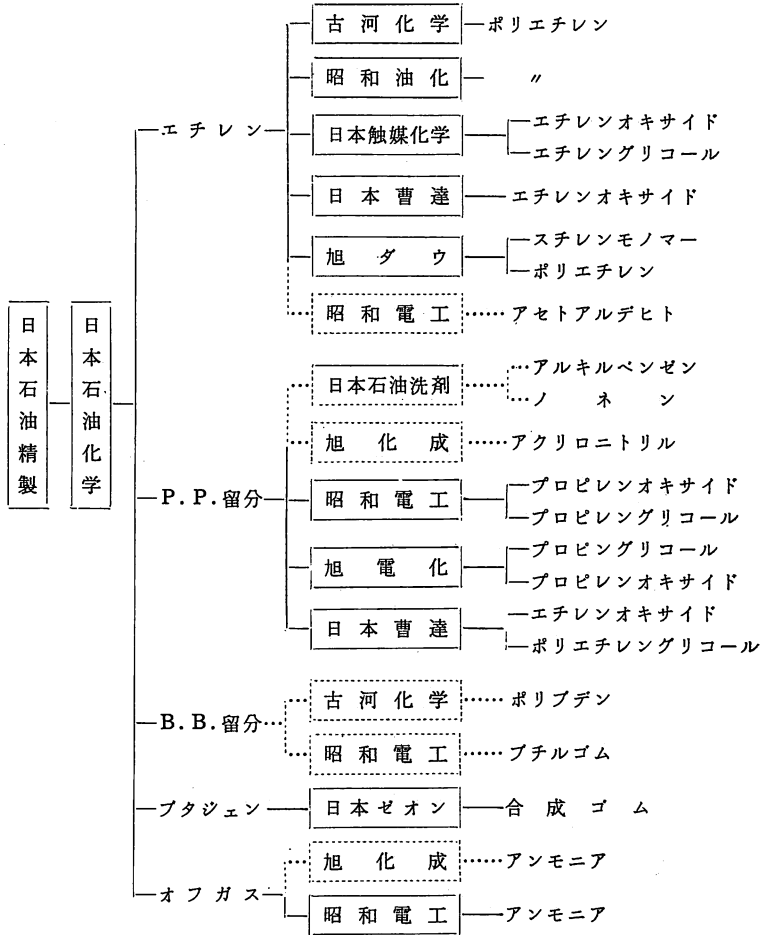 日本石油精製
日本石油化学
エチレン
古河化学 ポリエチレン
昭和油化 〃
日本触媒化学 エチレンオキサイド
エチレングリコール
日本曹達 エチレンオキサイド
旭ダウ スチレンモノマー
ポリエチレン
昭和電工 アセトアルデヒト
P.P.留分
日本石油洗剤 アルキルベンゼン
ノネン
旭化成 アクリロニトリル
昭和電工 プロピレンオキサイド
プロピレングリコール
旭電化 プロピングリコール
プロピレンオキサイド
日本曹達 エチレンオキサイド
ポリエチレングリコール
B.B.留分
古河化学 ポリブデン
昭和電工 ブチルゴム
ブタジェン 日本ゼオン 合成ゴム
オフガス
旭化成 アンモニア
昭和電工 アンモニア